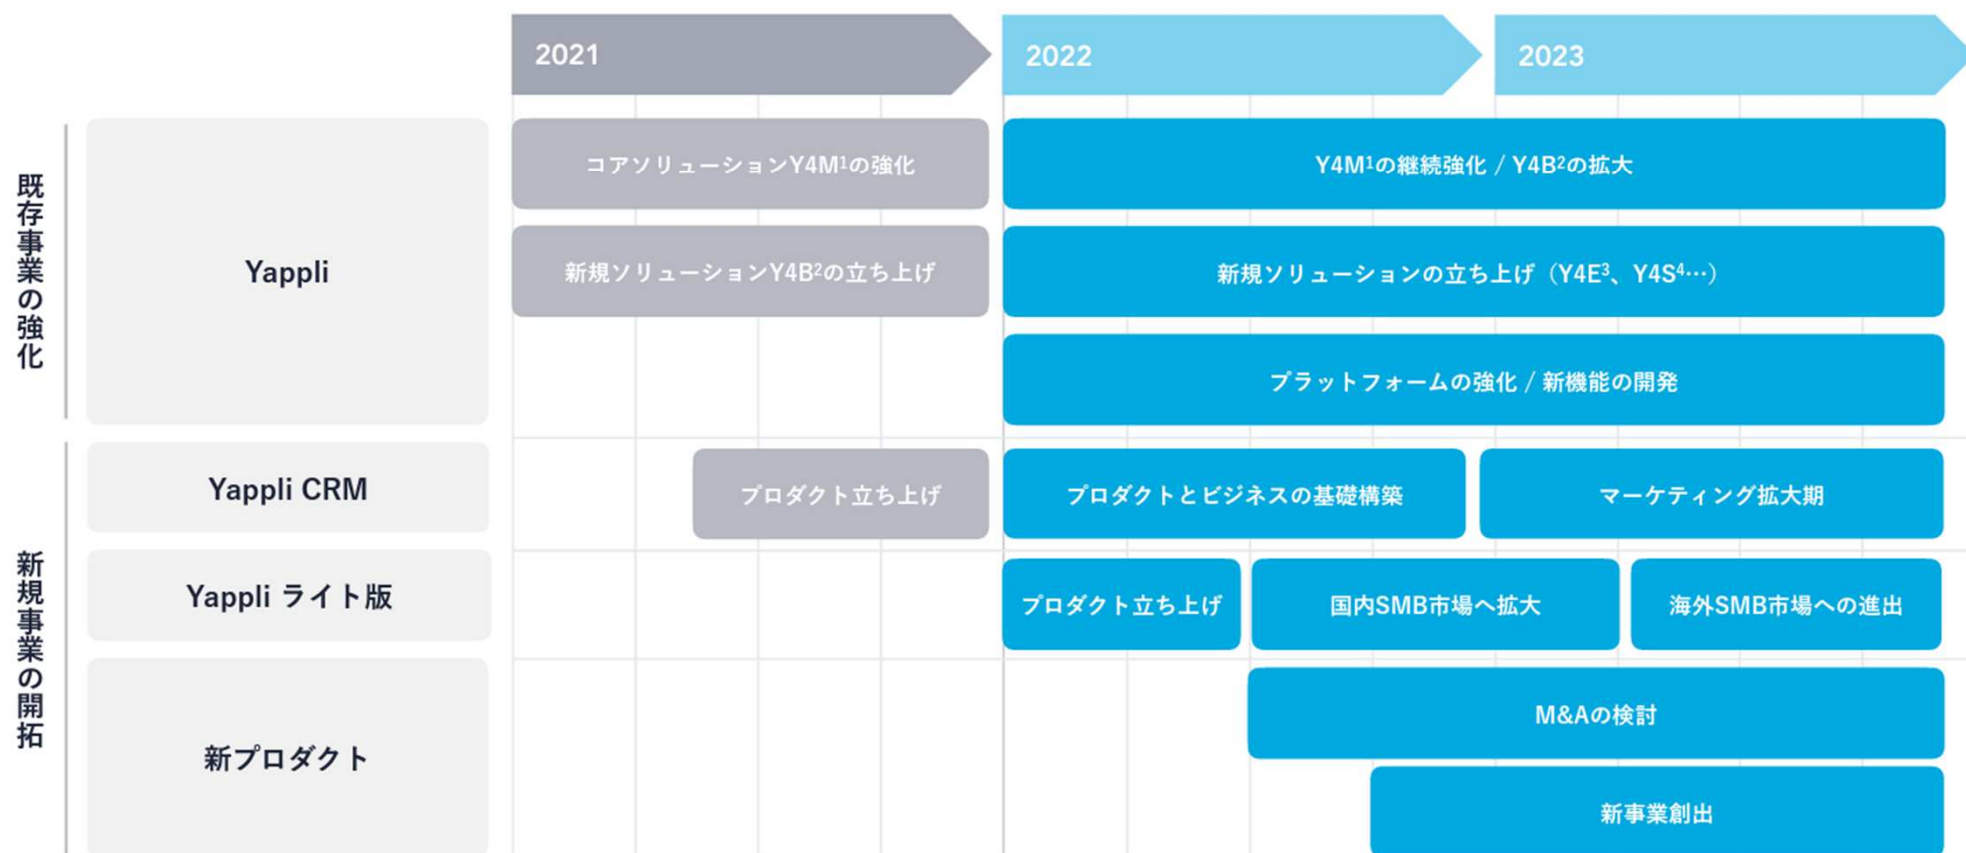 2021
2022
2023
既存事業の強化
Yappli
コアソリューションY4M¹の強化
Y4M¹の継続強化 / Y4B²の拡大
新規ソリューションY4B²の立ち上げ
新規ソリューションの立ち上げ（Y4E³、Y4S⁴…）
プラットフォームの強化 / 新機能の開発
新規事業の開拓
Yappli CRM
プロダクト立ち上げ
プロダクトとビジネスの基礎構築
マーケティング拡大期
Yappli ライト版
プロダクト立ち上げ
国内SMB市場へ拡大
海外SMB市場への進出
新プロダクト
M&Aの検討
新事業創出